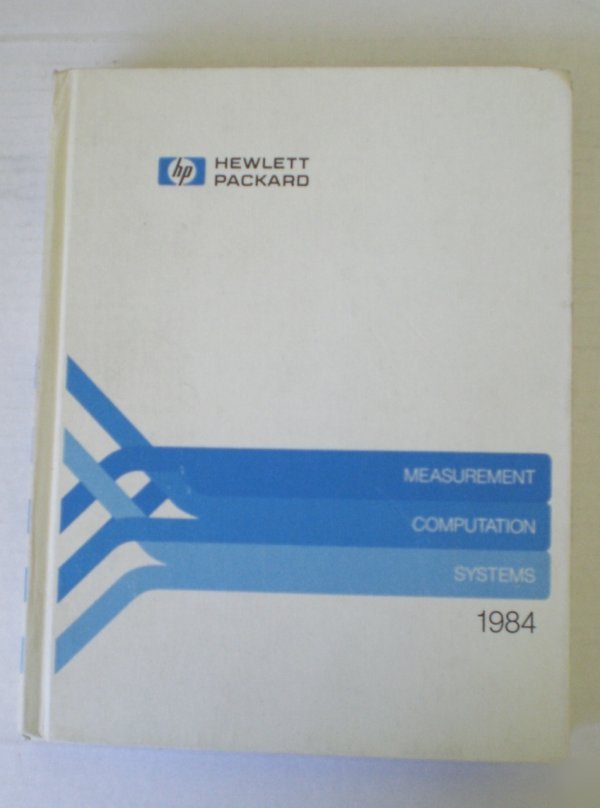 hp HEWLETT
PACKARD
MEASUREMENT
COMPUTATION
SYSTEMS
1984